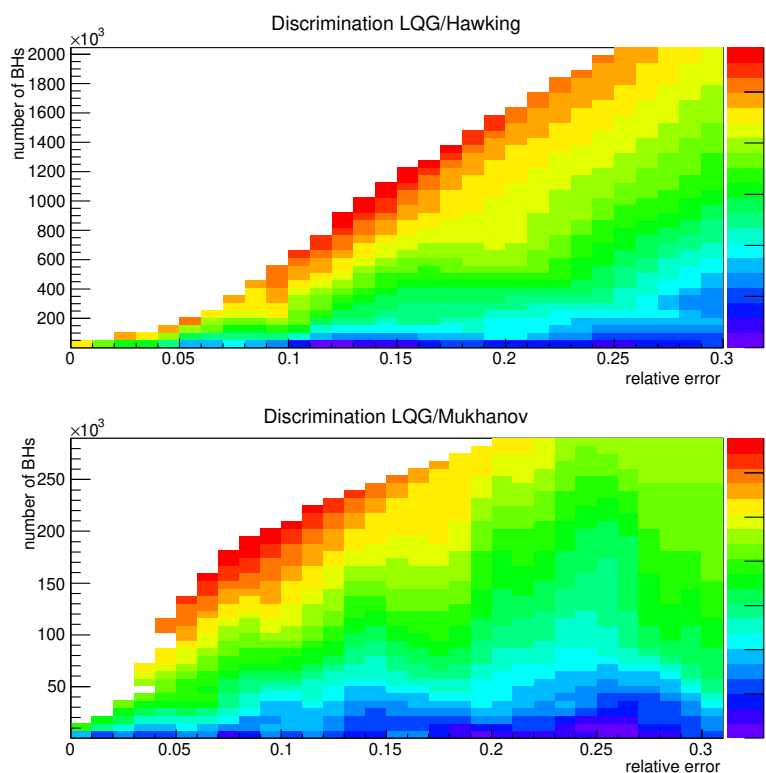 Discrimination LQG/Hawking
×10³
number of BHs
2000
1800
1600
1400
1200
1000
800
600
400
200
0 0.05 0.1 0.15 0.2 0.25 0.3
relative error
Discrimination LQG/Mukhanov
×10³
number of BHs
250
200
150
100
50
0 0.05 0.1 0.15 0.2 0.25 0.3
relative error